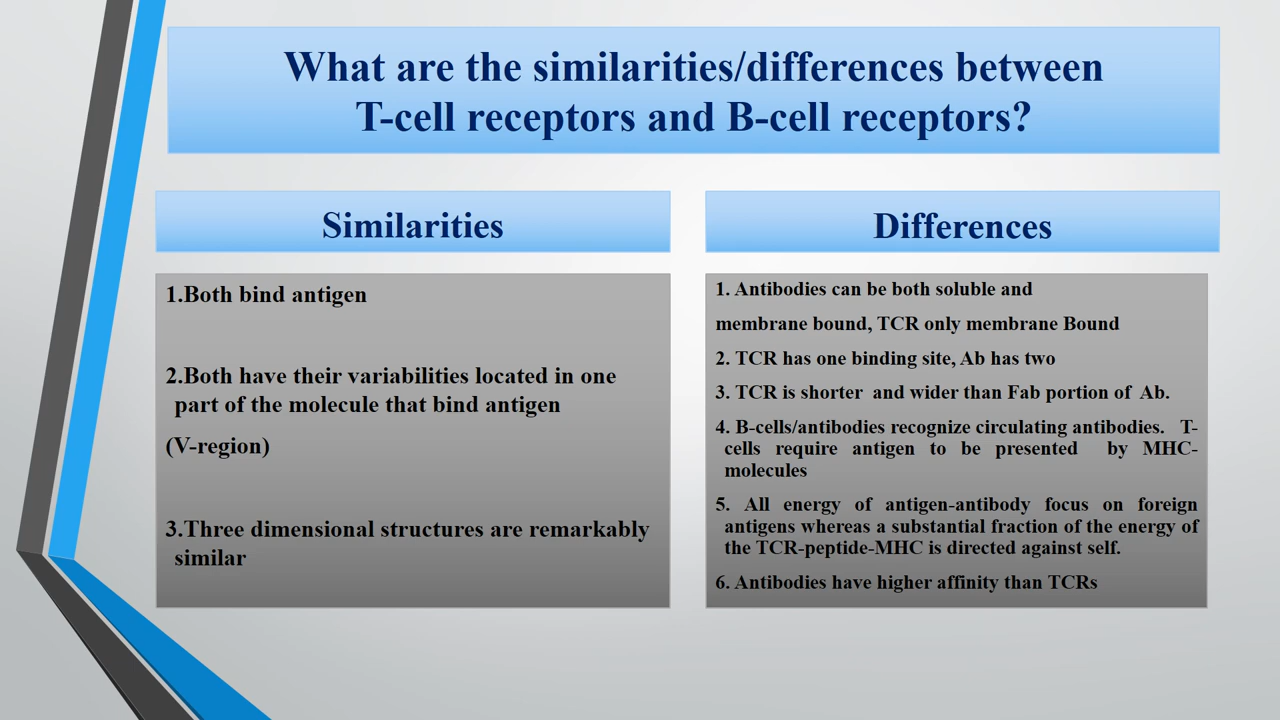 What are the similarities/differences between
T-cell receptors and B-cell receptors?
Similarities
1.Both bind antigen
2.Both have their variabilities located in one
part of the molecule that bind antigen
(V-region)
3.Three dimensional structures are remarkably
similar
Differences
1. Antibodies can be both soluble and
membrane bound, TCR only membrane Bound
2. TCR has one binding site, Ab has two
3. TCR is shorter and wider than Fab portion of Ab.
4. B-cells/antibodies recognize circulating antibodies. T-
cells require antigen to be presented by MHC-
molecules
5. All energy of antigen-antibody focus on foreign
antigens whereas a substantial fraction of the energy of
the TCR-peptide-MHC is directed against self.
6. Antibodies have higher affinity than TCRs